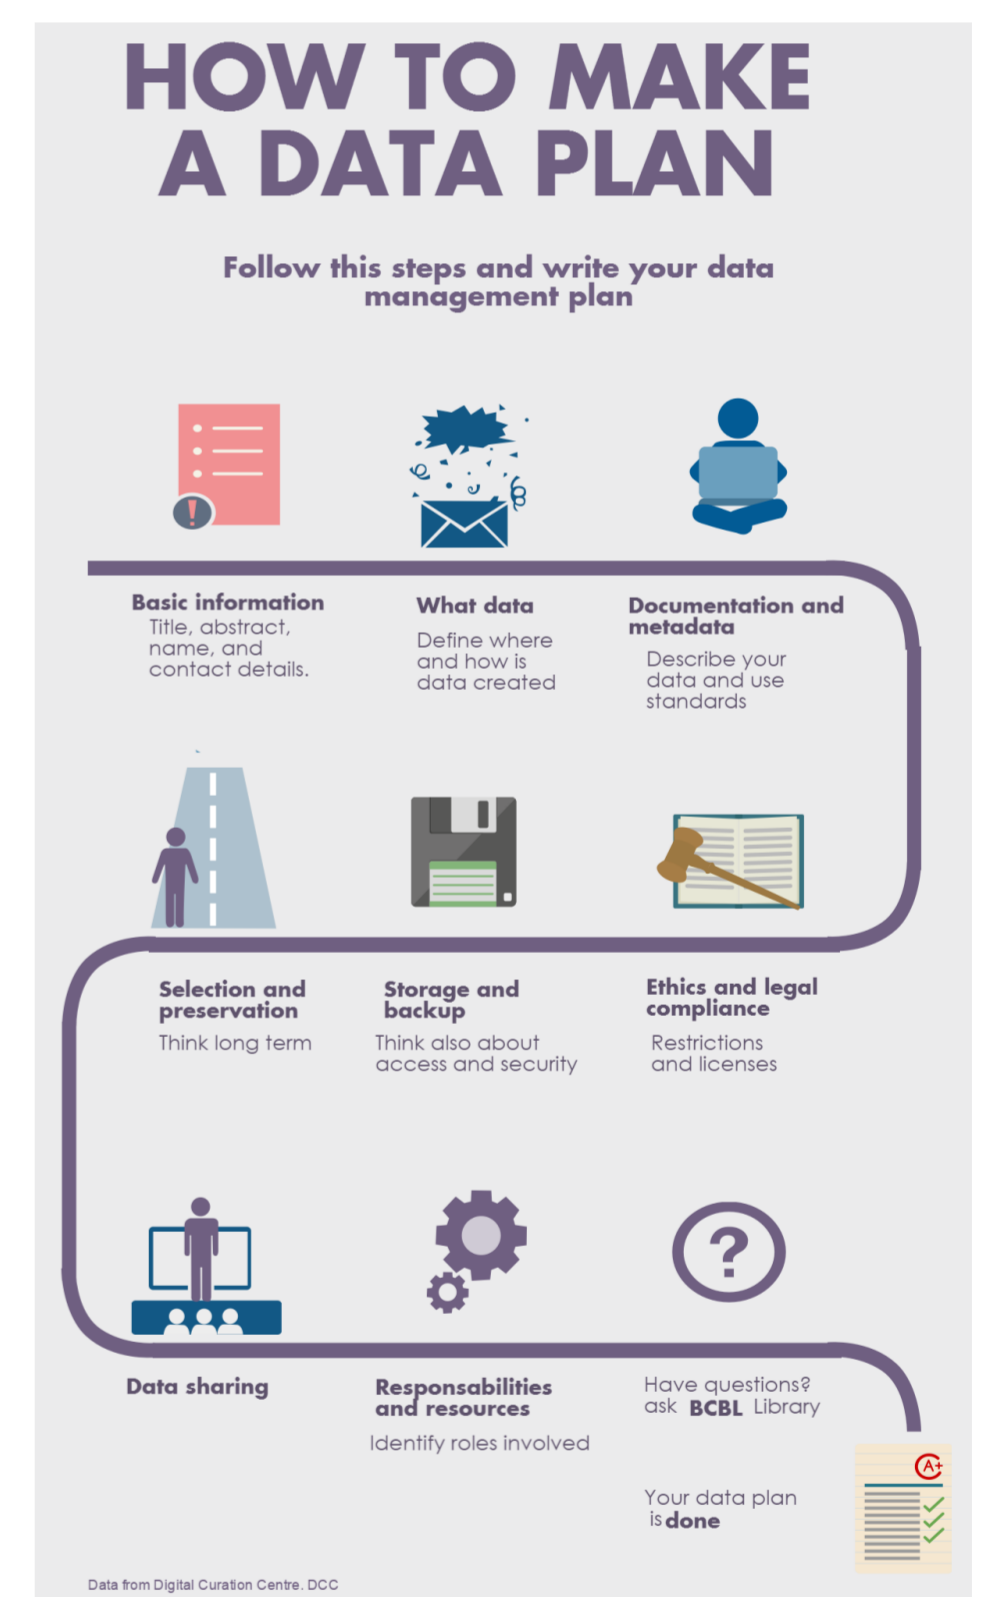 HOW TO MAKE
A DATA PLAN
Follow this steps and write your data
management plan
!
Basic information
Title, abstract,
name, and
contact details.
What data
Define where
and how is
data created
Documentation and
metadata
Describe your
data and use
standards
Ethics and legal
compliance
Restrictions
and licenses
Storage and
backup
Think also about
access and security
Selection and
preservation
Think long term
Data sharing
Responsabilities
and resources
Identify roles involved
?
Have questions?
ask BCBL Library
A+
Your data plan
is done
Data from Digital Curation Centre. DCC